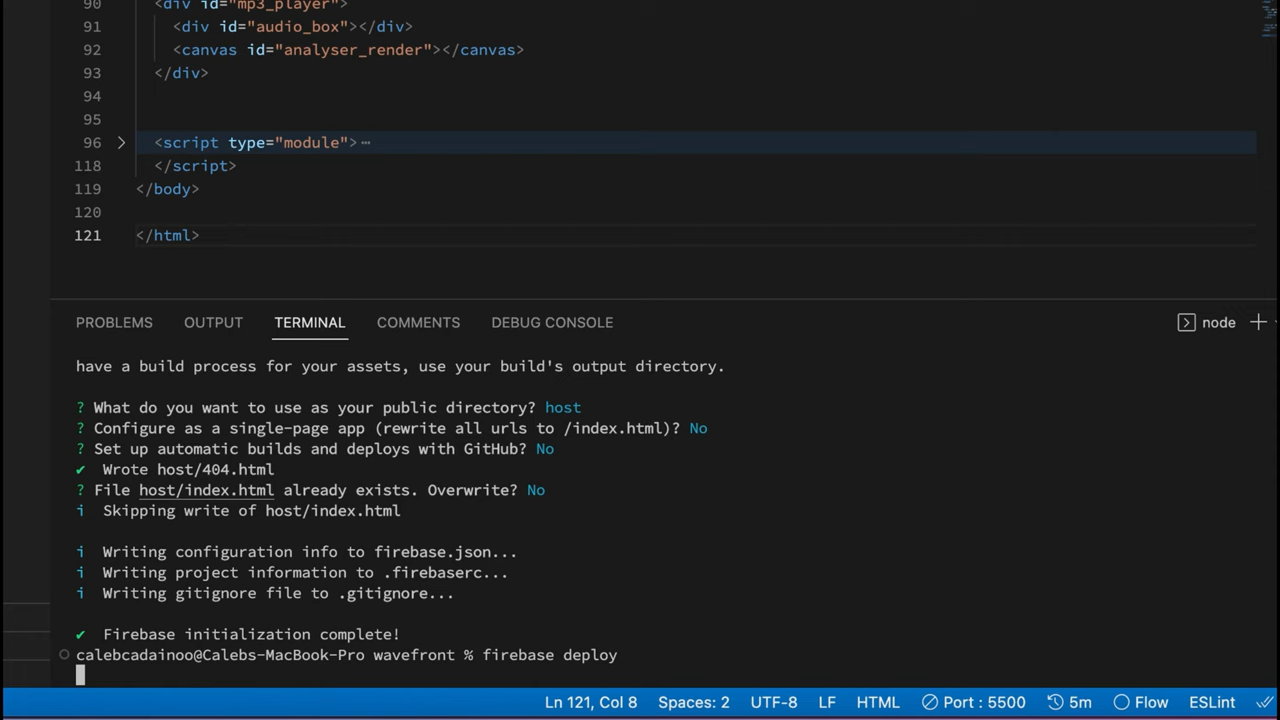 90 <div id="mp3_player">
91 <div id="audio_box"></div>
92 <canvas id="analyser_render"></canvas>
93 </div>
94
95
96 <script type="module"> ⋯
118 </script>
119 </body>
120
121 </html>
PROBLEMS OUTPUT TERMINAL COMMENTS DEBUG CONSOLE node
have a build process for your assets, use your build's output directory.
? What do you want to use as your public directory? host
? Configure as a single-page app (rewrite all urls to /index.html)? No
? Set up automatic builds and deploys with GitHub? No
✔ Wrote host/404.html
? File host/index.html already exists. Overwrite? No
i Skipping write of host/index.html
i Writing configuration info to firebase.json...
i Writing project information to .firebaserc...
i Writing gitignore file to .gitignore...
✔ Firebase initialization complete!
calebcadainoo@Calebs-MacBook-Pro wavefront % firebase deploy
Ln 121, Col 8 Spaces: 2 UTF-8 LF HTML Port : 5500 5m Flow ESLint